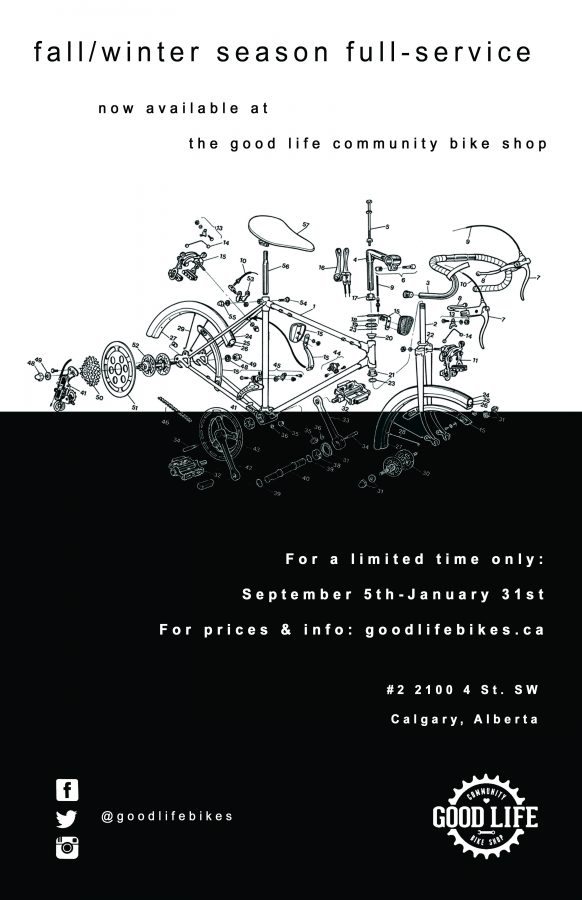 fall/winter season full-service
now available at
the good life community bike shop
For a limited time only:
September 5th-January 31st
For prices & info: goodlifebikes.ca
#2 2100 4 St. SW
Calgary, Alberta
@goodlifebikes
COMMUNITY
GOOD LIFE
BIKE SHOP